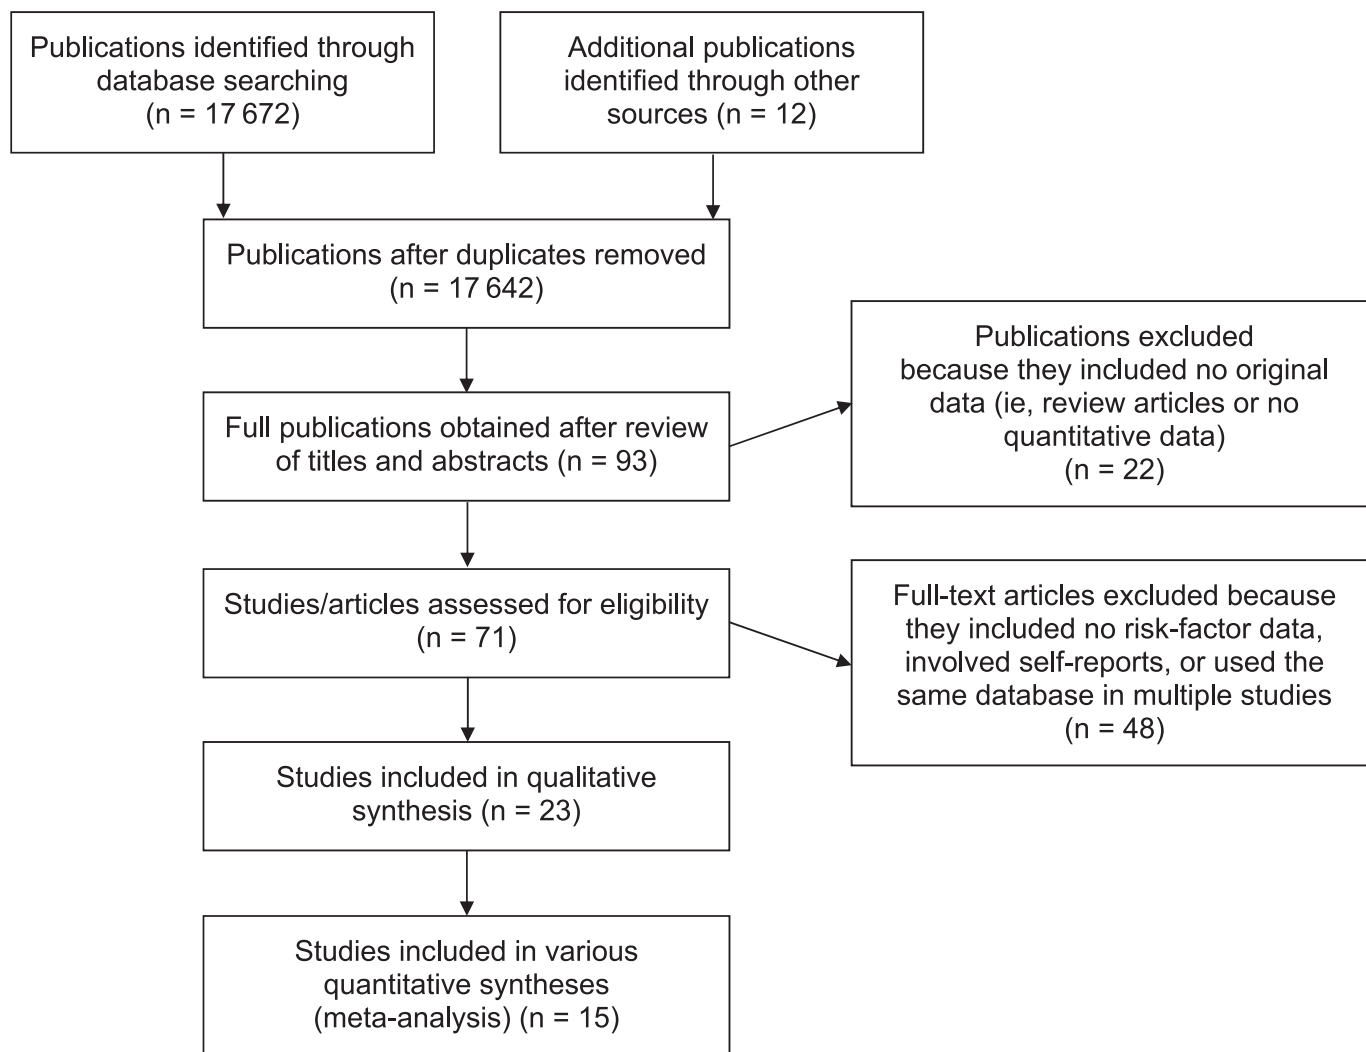 Publications identified through
database searching
(n = 17 672)
Additional publications
identified through other
sources (n = 12)
Publications after duplicates removed
(n = 17 642)
Full publications obtained after review
of titles and abstracts (n = 93)
Publications excluded
because they included no original
data (ie, review articles or no
quantitative data)
(n = 22)
Studies/articles assessed for eligibility
(n = 71)
Full-text articles excluded because
they included no risk-factor data,
involved self-reports, or used the
same database in multiple studies
(n = 48)
Studies included in qualitative
synthesis (n = 23)
Studies included in various
quantitative syntheses
(meta-analysis) (n = 15)